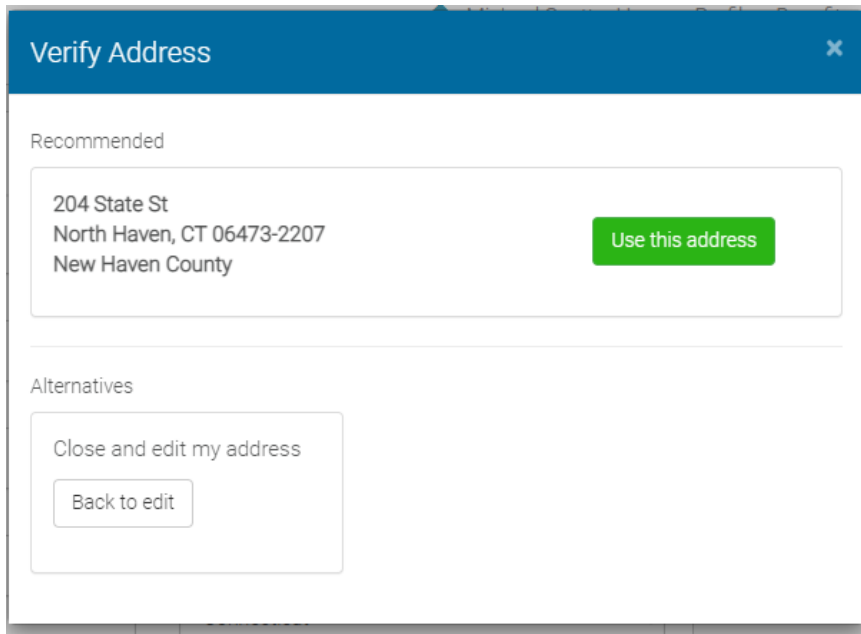 Verify Address
×
Recommended
204 State St
North Haven, CT 06473-2207
New Haven County
Use this address
Alternatives
Close and edit my address
Back to edit